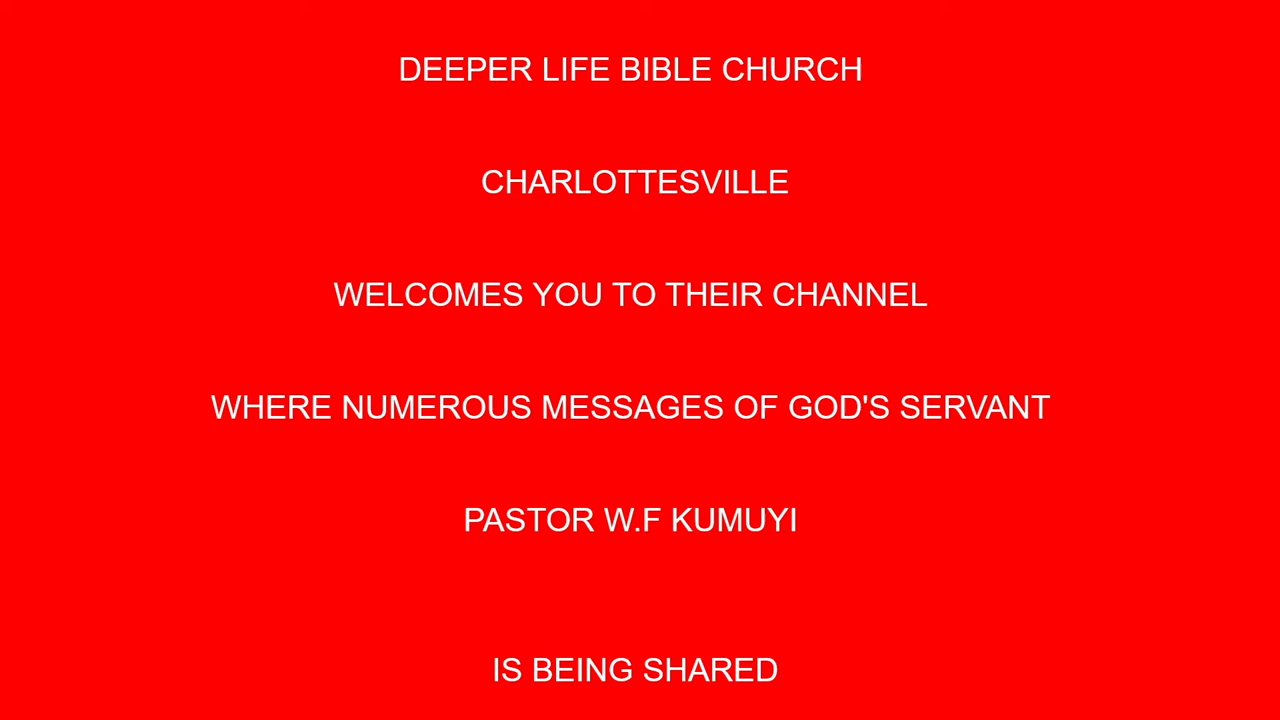 DEEPER LIFE BIBLE CHURCH
CHARLOTTESVILLE
WELCOMES YOU TO THEIR CHANNEL
WHERE NUMEROUS MESSAGES OF GOD'S SERVANT
PASTOR W.F KUMUYI
IS BEING SHARED